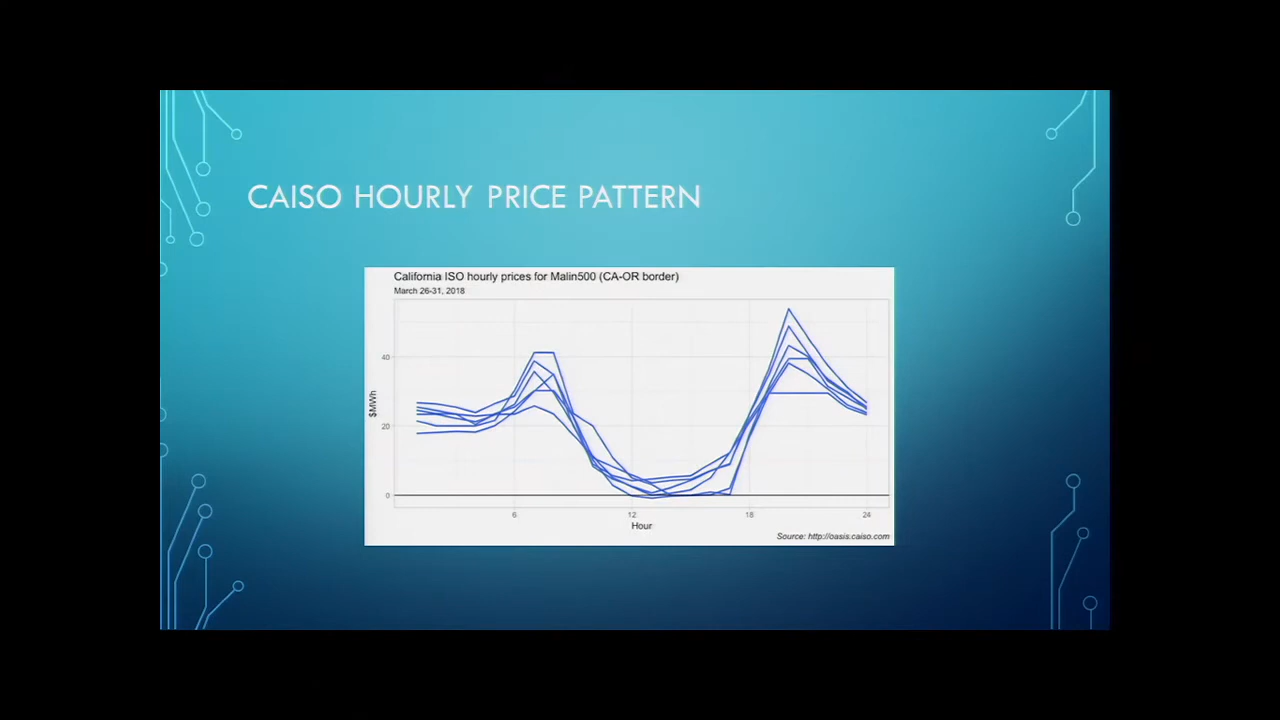 CAISO HOURLY PRICE PATTERN
California ISO hourly prices for Malin500 (CA-OR border)
March 26-31, 2018
40
$MWh
20
0
6 12 18 24
Hour
Source: http://oasis.caiso.com